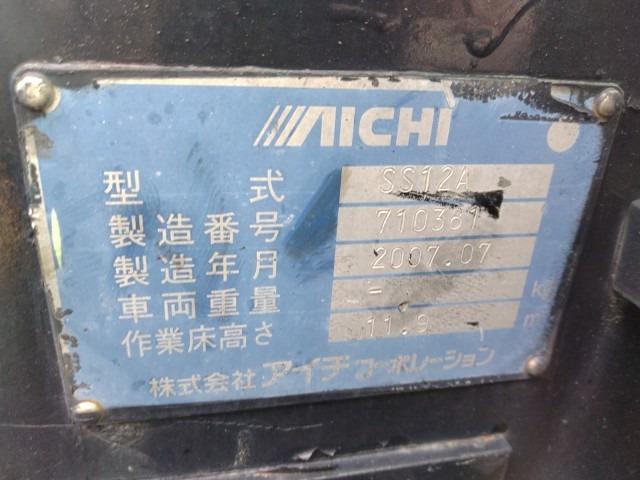 AICHI
型式 SS12A
製造番号 710381
製造年月 2007.07
車両重量 - kg
作業床高さ 11.9 m
株式会社アイチコーポレーション